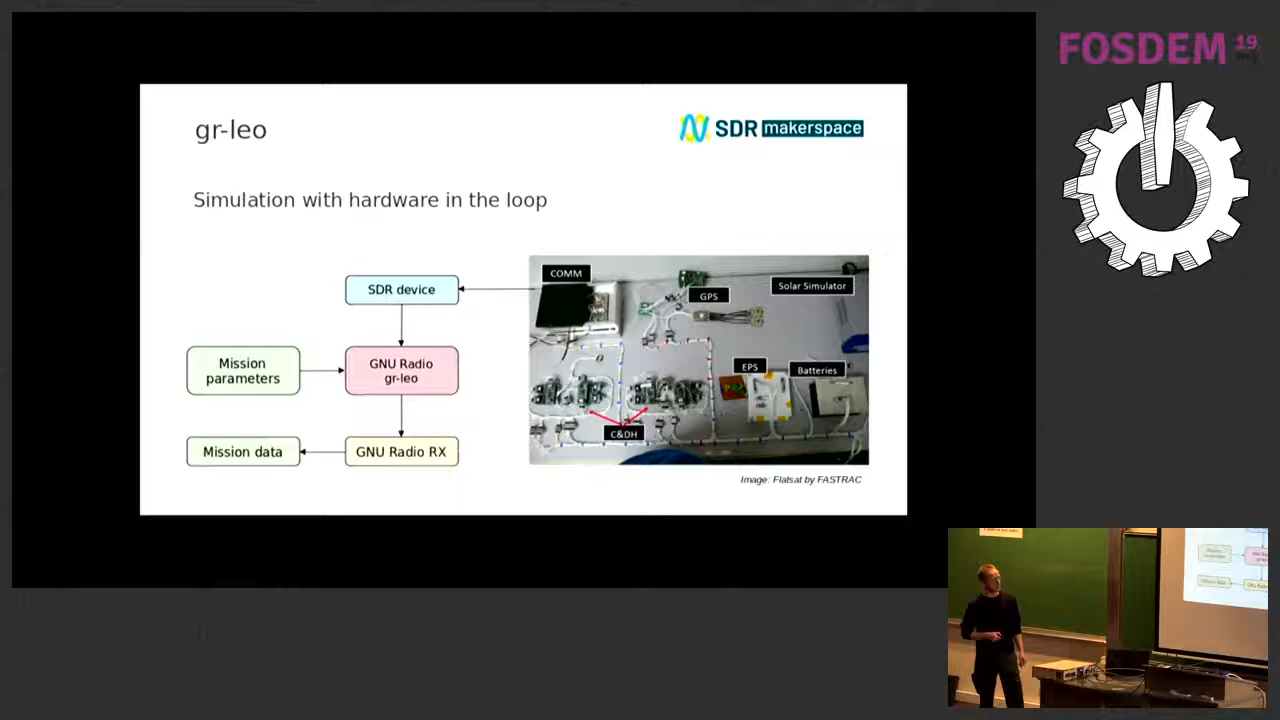 FOSDEM 19
gr-leo
SDR makerspace
Simulation with hardware in the loop
SDR device
Mission
parameters
GNU Radio
gr-leo
Mission data
GNU Radio RX
COMM
GPS
Solar Simulator
EPS
Batteries
C&DH
Image: Flatsat by FASTRAC